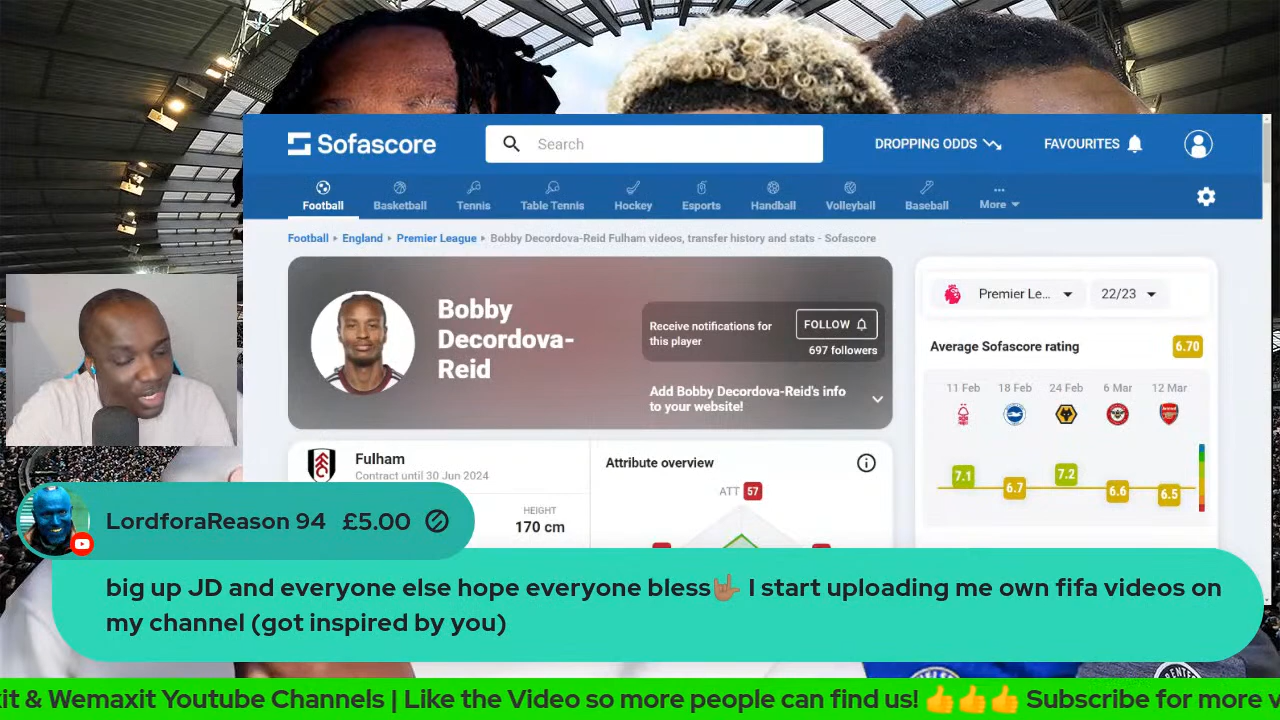 Sofascore
Search
DROPPING ODDS
FAVOURITES
Football
Basketball
Tennis
Table Tennis
Hockey
Esports
Handball
Volleyball
Baseball
More
Football
England
Premier League
Bobby Decordova-Reid Fulham videos, transfer history and stats - Sofascore
Bobby
Decordova-
Reid
Receive notifications for
this player
FOLLOW
697 followers
Add Bobby Decordova-Reid's info
to your website!
Premier Le...
22/23
Average Sofascore rating
6.70
11 Feb
18 Feb
24 Feb
6 Mar
12 Mar
7.1
6.7
7.2
6.6
6.5
Fulham
Contract until 30 Jun 2024
HEIGHT
170 cm
Attribute overview
ATT 57
LordforaReason 94 £5.00
big up JD and everyone else hope everyone bless🤟🏽 I start uploading me own fifa videos on
my channel (got inspired by you)
& Wemaxit Youtube Channels | Like the Video so more people can find us! 👍👍👍 Subscribe for more